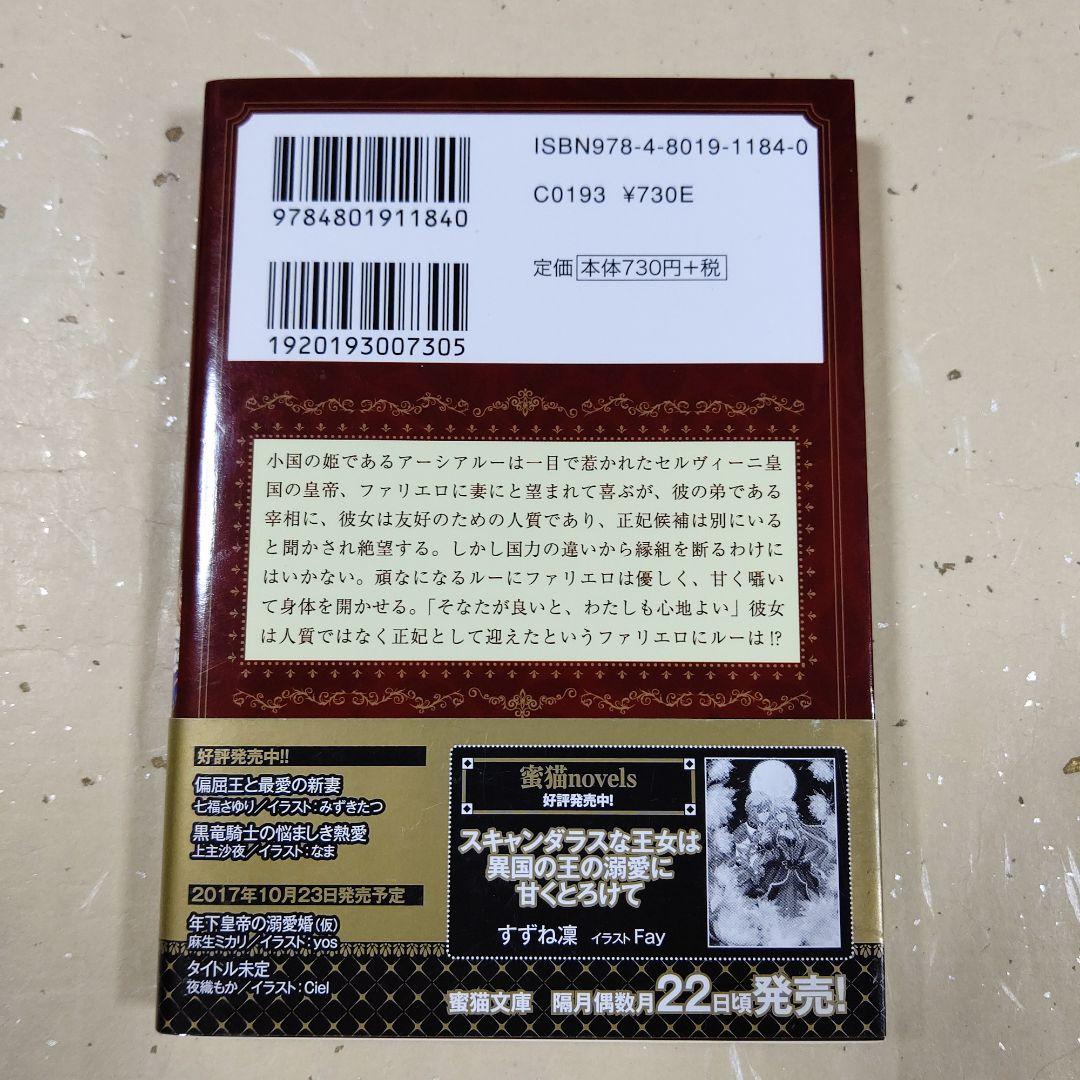 ISBN978-4-8019-1184-0
9784801911840
C0193 ¥730E
定価 本体730円+税
1920193007305
小国の姫であるアーシアルーは一目で惹かれたセルヴィーニ皇
国の皇帝、ファリエロに妻にと望まれて喜ぶが、彼の弟である
宰相に、彼女は友好のための人質であり、正妃候補は別にいる
と聞かされ絶望する。しかし国力の違いから縁組を断るわけに
はいかない。頑なになるルーにファリエロは優しく、甘く囁い
て身体を開かせる。「そなたが良いと、わたしも心地よい」彼女
は人質ではなく正妃として迎えたというファリエロにルーは!?
好評発売中!!
偏屈王と最愛の新妻
七福さゆり/イラスト:みずきたつ
黒竜騎士の悩ましき熱愛
上主沙夜/イラスト:なま
2017年10月23日発売予定
年下皇帝の溺愛婚(仮)
麻生ミカリ/イラスト:yos
タイトル未定
夜織もか/イラスト:Ciel
蜜猫novels
好評発売中!
スキャンダラスな王女は
異国の王の溺愛に
甘くとろけて
すずね凜 イラスト Fay
蜜猫文庫 隔月偶数月22日頃発売!